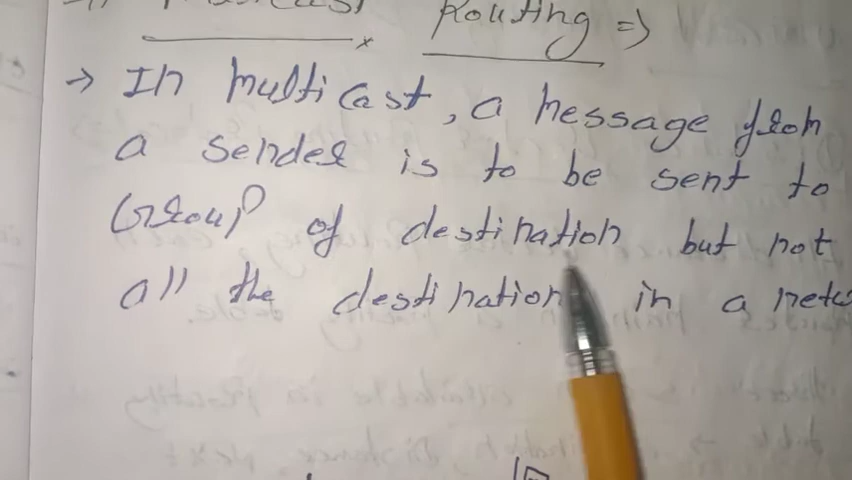 Routing =>
→ In multicast, a message from
a sender is to be sent to
Group of destination but not
all the destination in a netw